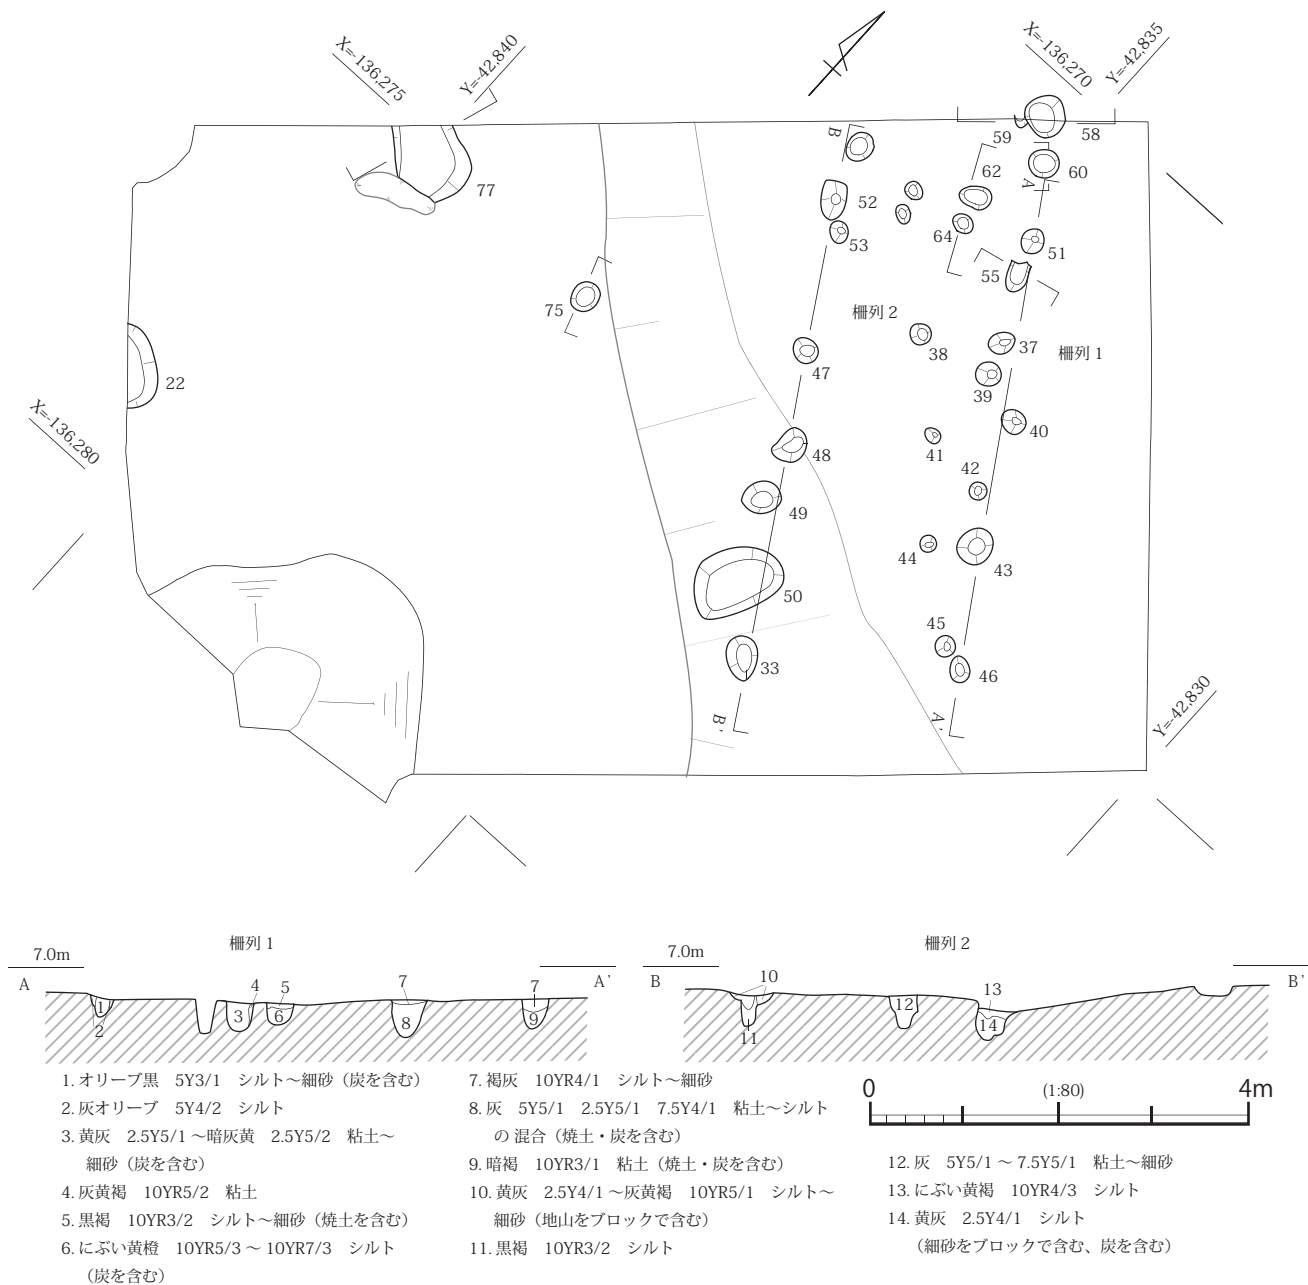 X=-136,275
Y=-42,840
X=-136,270
Y=-42,835
B
59
58
62
60
A
77
52
53
64
51
55
75
柵列 2
38
37
柵列 1
47
39
22
X=-136,280
40
41
48
42
49
44
43
50
45
33
46
Y=-42,830
B'
A'
柵列 1
7.0m
A
A'
4
5
7
7
1
2
3
6
8
9
柵列 2
7.0m
B
B'
10
13
12
14
11
1. オリーブ黒 5Y3/1 シルト～細砂（炭を含む）
2. 灰オリーブ 5Y4/2 シルト
3. 黄灰 2.5Y5/1 ～暗灰黄 2.5Y5/2 粘土～
細砂（炭を含む）
4. 灰黄褐 10YR5/2 粘土
5. 黒褐 10YR3/2 シルト～細砂（焼土を含む）
6. にぶい黄橙 10YR5/3 ～ 10YR7/3 シルト
（炭を含む）
7. 褐灰 10YR4/1 シルト～細砂
8. 灰 5Y5/1 2.5Y5/1 7.5Y4/1 粘土～シルト
の 混合（焼土・炭を含む）
9. 暗褐 10YR3/1 粘土（焼土・炭を含む）
10. 黄灰 2.5Y4/1 ～灰黄褐 10YR5/1 シルト～
細砂（地山をブロックで含む）
11. 黒褐 10YR3/2 シルト
0
(1:80)
4m
12. 灰 5Y5/1 ～ 7.5Y5/1 粘土～細砂
13. にぶい黄褐 10YR4/3 シルト
14. 黄灰 2.5Y4/1 シルト
（細砂をブロックで含む、炭を含む）